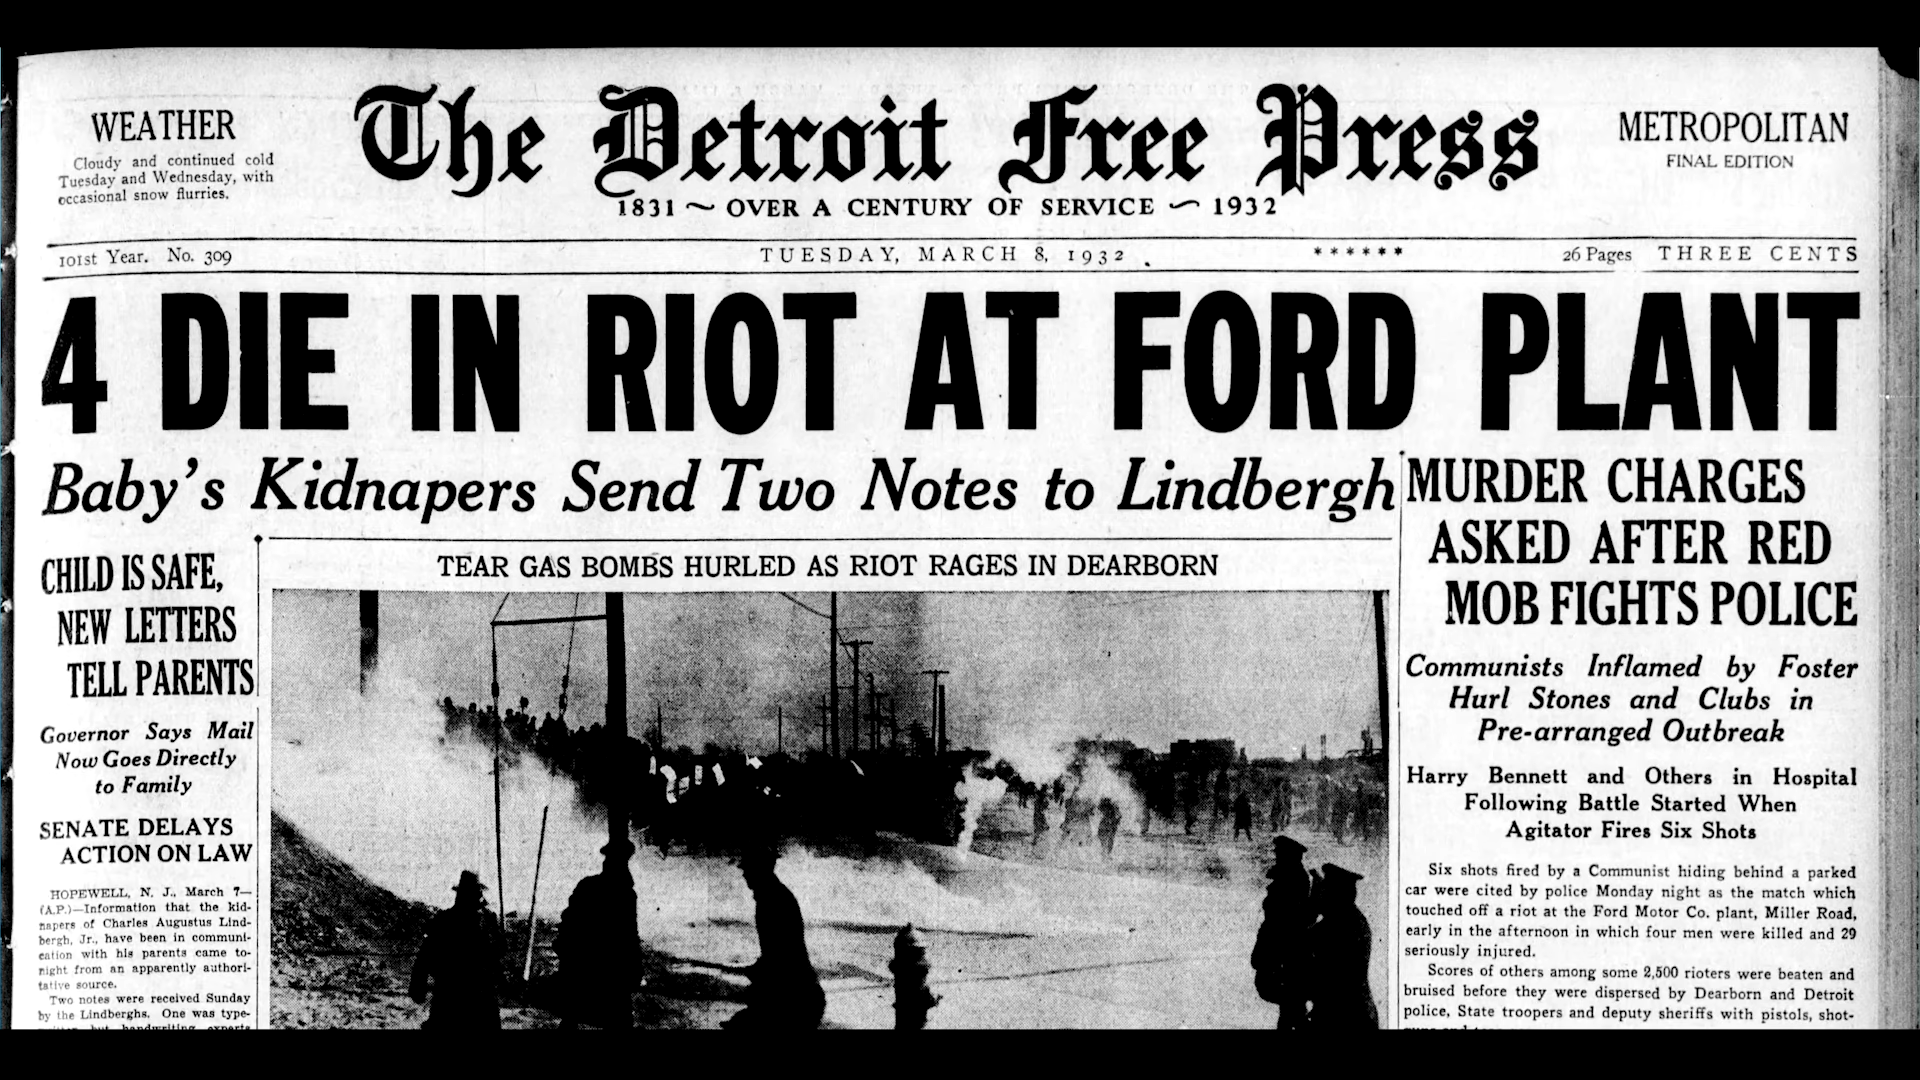 WEATHER
Cloudy and continued cold
Tuesday and Wednesday, with
occasional snow flurries.
The Detroit Free Press
1831 ~ OVER A CENTURY OF SERVICE ~ 1932
METROPOLITAN
FINAL EDITION
101st Year. No. 309
TUESDAY, MARCH 8, 1932
******
26 Pages THREE CENTS
4 DIE IN RIOT AT FORD PLANT
Baby's Kidnapers Send Two Notes to Lindbergh
CHILD IS SAFE,
NEW LETTERS
TELL PARENTS
Governor Says Mail
Now Goes Directly
to Family
SENATE DELAYS
ACTION ON LAW
HOPEWELL, N. J., March 7—
(A.P.)—Information that the kid-
napers of Charles Augustus Lind-
bergh, Jr., have been in communi-
cation with his parents came to-
night from an apparently authori-
tative source.
Two notes were received Sunday
by the Lindberghs. One was type-
but handwriting experts
TEAR GAS BOMBS HURLED AS RIOT RAGES IN DEARBORN
MURDER CHARGES
ASKED AFTER RED
MOB FIGHTS POLICE
Communists Inflamed by Foster
Hurl Stones and Clubs in
Pre-arranged Outbreak
Harry Bennett and Others in Hospital
Following Battle Started When
Agitator Fires Six Shots
Six shots fired by a Communist hiding behind a parked
car were cited by police Monday night as the match which
touched off a riot at the Ford Motor Co. plant, Miller Road,
early in the afternoon in which four men were killed and 29
seriously injured.
Scores of others among some 2,500 rioters were beaten and
bruised before they were dispersed by Dearborn and Detroit
police, State troopers and deputy sheriffs with pistols, shot-